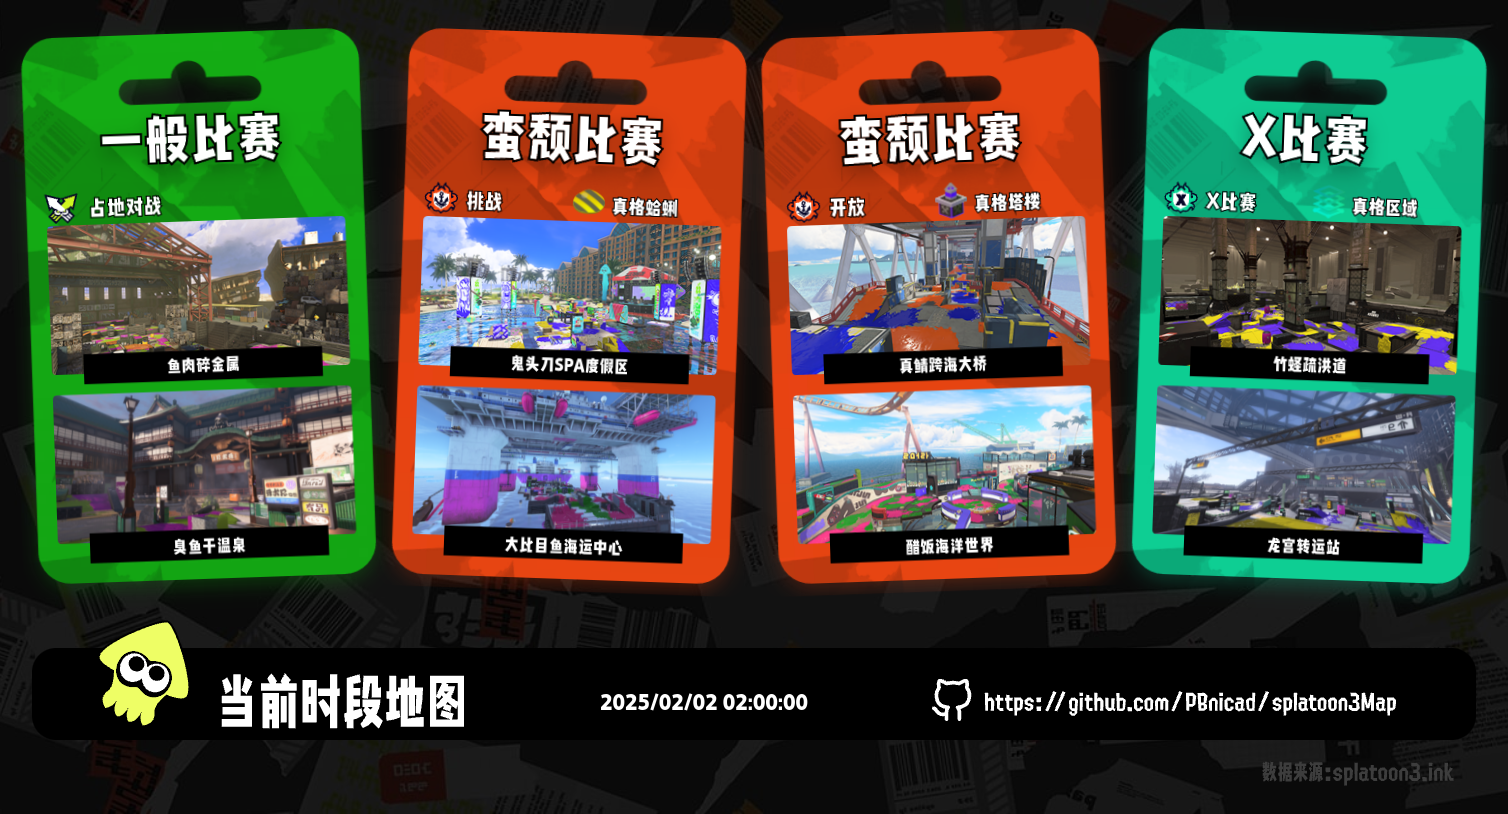 一般比赛
占地对战
鱼肉碎金属
臭鱼干温泉
蛮颓比赛
挑战
真格蛤蜊
鬼头刀SPA度假区
大比目鱼海运中心
蛮颓比赛
开放
真格塔楼
真鲭跨海大桥
醋饭海洋世界
X比赛
X比赛
真格区域
竹蛏疏洪道
龙宫转运站
当前时段地图
2025/02/02 02:00:00
https://github.com/PBnicad/splatoon3Map
数据来源:splatoon3.ink